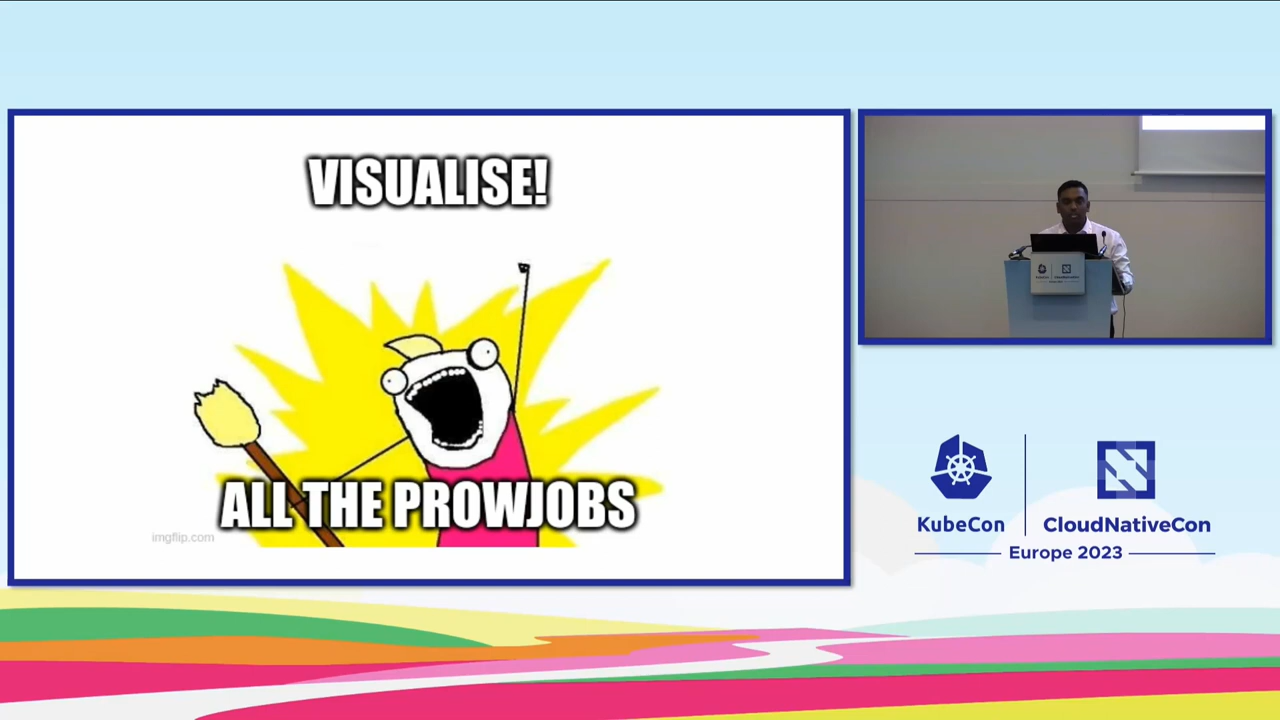 VISUALISE!
ALL THE PROWJOBS
imgflip.com
KubeCon
CloudNativeCon
Europe 2023